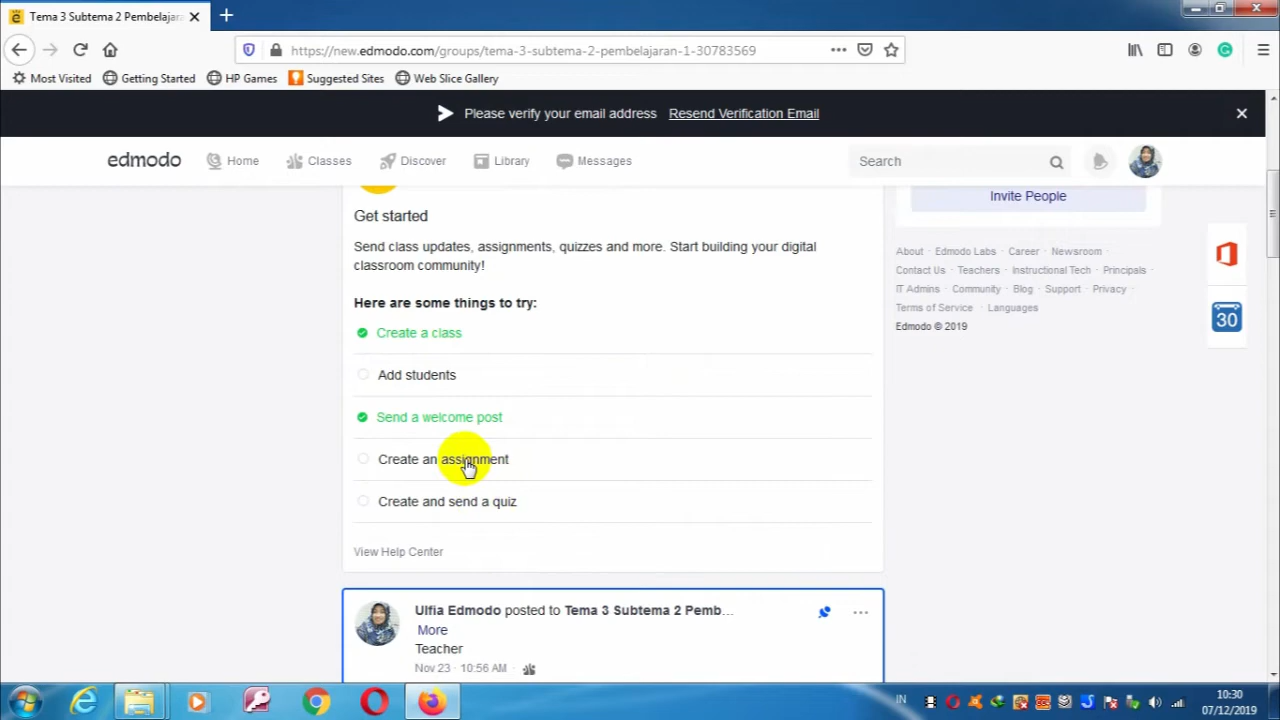 Tema 3 Subtema 2 Pembelajara
https://new.edmodo.com/groups/tema-3-subtema-2-pembelajaran-1-30783569
Most Visited Getting Started HP Games Suggested Sites Web Slice Gallery
Please verify your email address Resend Verification Email
edmodo Home Classes Discover Library Messages Search
Invite People
Get started
Send class updates, assignments, quizzes and more. Start building your digital
classroom community!
Here are some things to try:
Create a class
Add students
Send a welcome post
Create an assignment
Create and send a quiz
View Help Center
About · Edmodo Labs · Career · Newsroom ·
Contact Us · Teachers · Instructional Tech · Principals ·
IT Admins · Community · Blog · Support · Privacy ·
Terms of Service · Languages
Edmodo © 2019
30
Ulfia Edmodo posted to Tema 3 Subtema 2 Pemb...
More
Teacher
Nov 23 · 10:56 AM ·
IN
10:30
07/12/2019